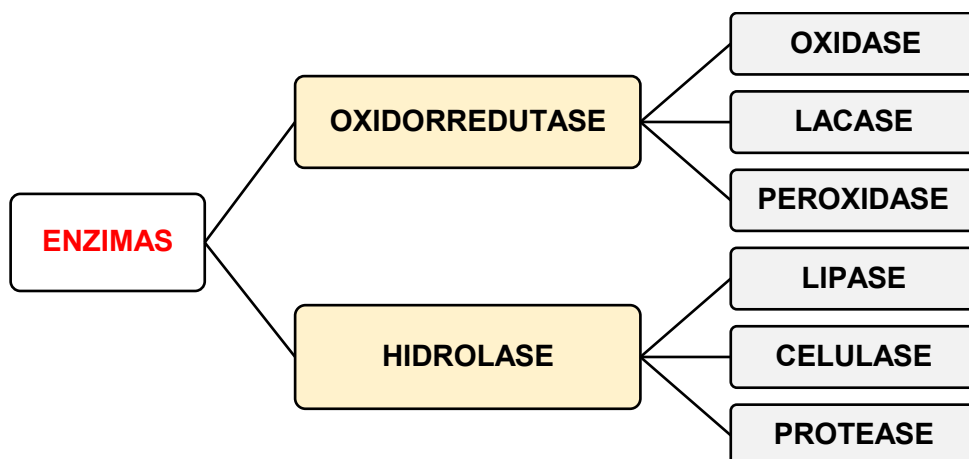 ENZIMAS
OXIDORREDUTASE
OXIDASE
LACASE
PEROXIDASE
HIDROLASE
LIPASE
CELULASE
PROTEASE